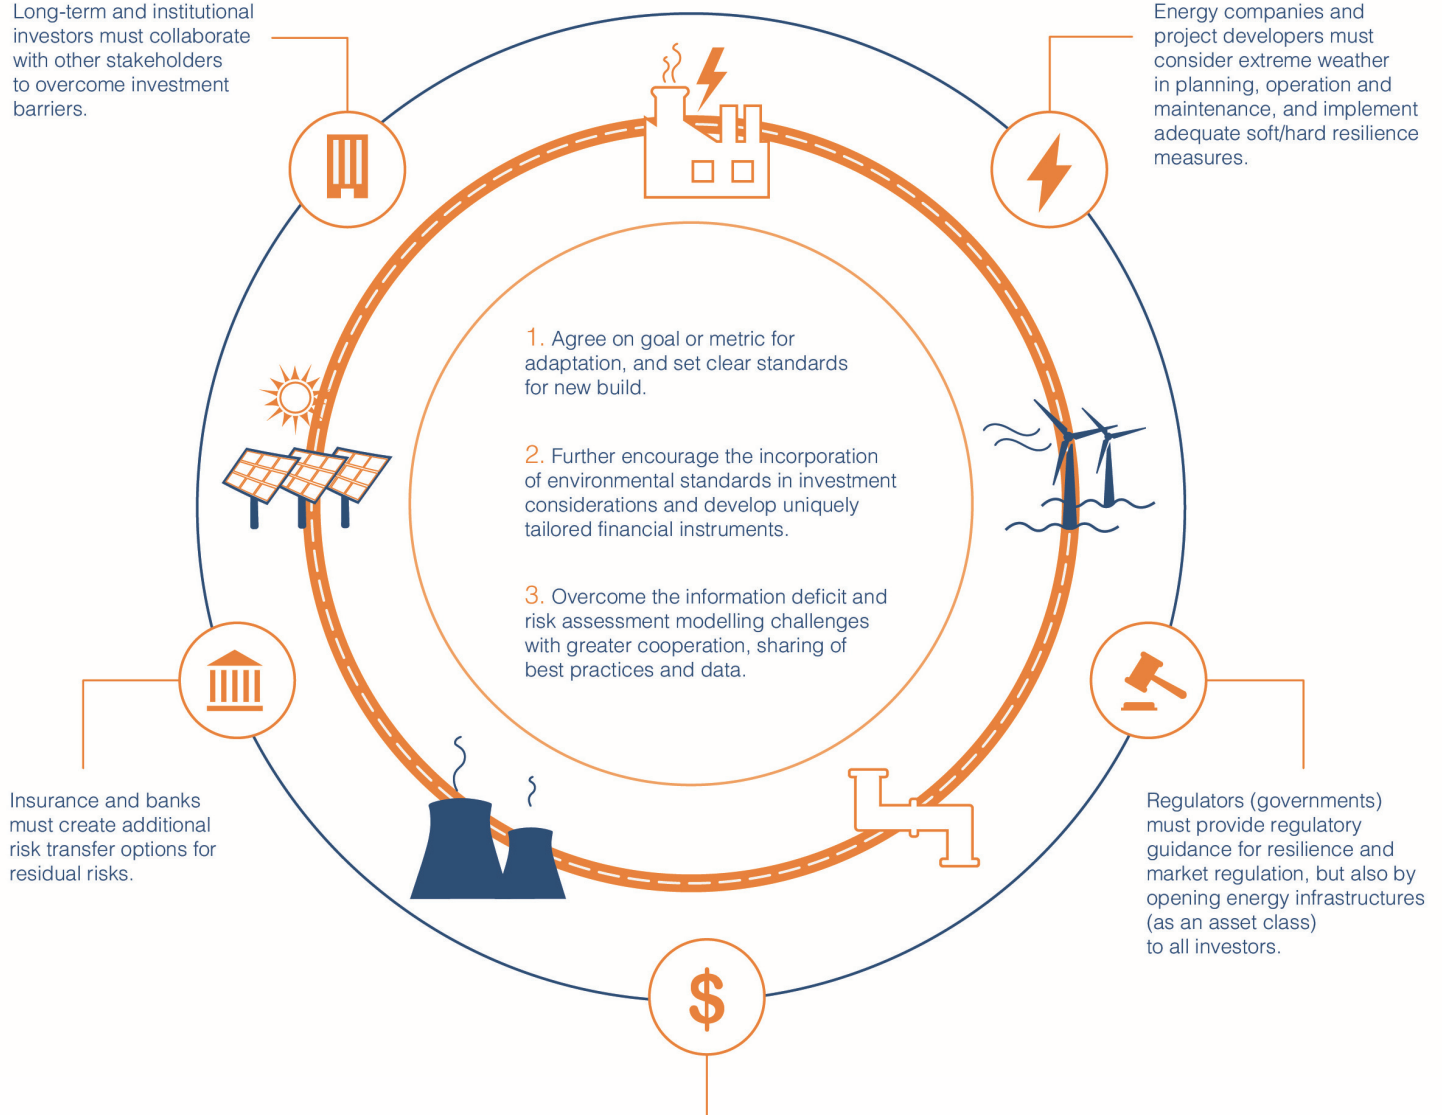 Long-term and institutional
investors must collaborate
with other stakeholders
to overcome investment
barriers.
Energy companies and
project developers must
consider extreme weather
in planning, operation and
maintenance, and implement
adequate soft/hard resilience
measures.
1. Agree on goal or metric for
adaptation, and set clear standards
for new build.
2. Further encourage the incorporation
of environmental standards in investment
considerations and develop uniquely
tailored financial instruments.
3. Overcome the information deficit and
risk assessment modelling challenges
with greater cooperation, sharing of
best practices and data.
Insurance and banks
must create additional
risk transfer options for
residual risks.
Regulators (governments)
must provide regulatory
guidance for resilience and
market regulation, but also by
opening energy infrastructures
(as an asset class)
to all investors.
$